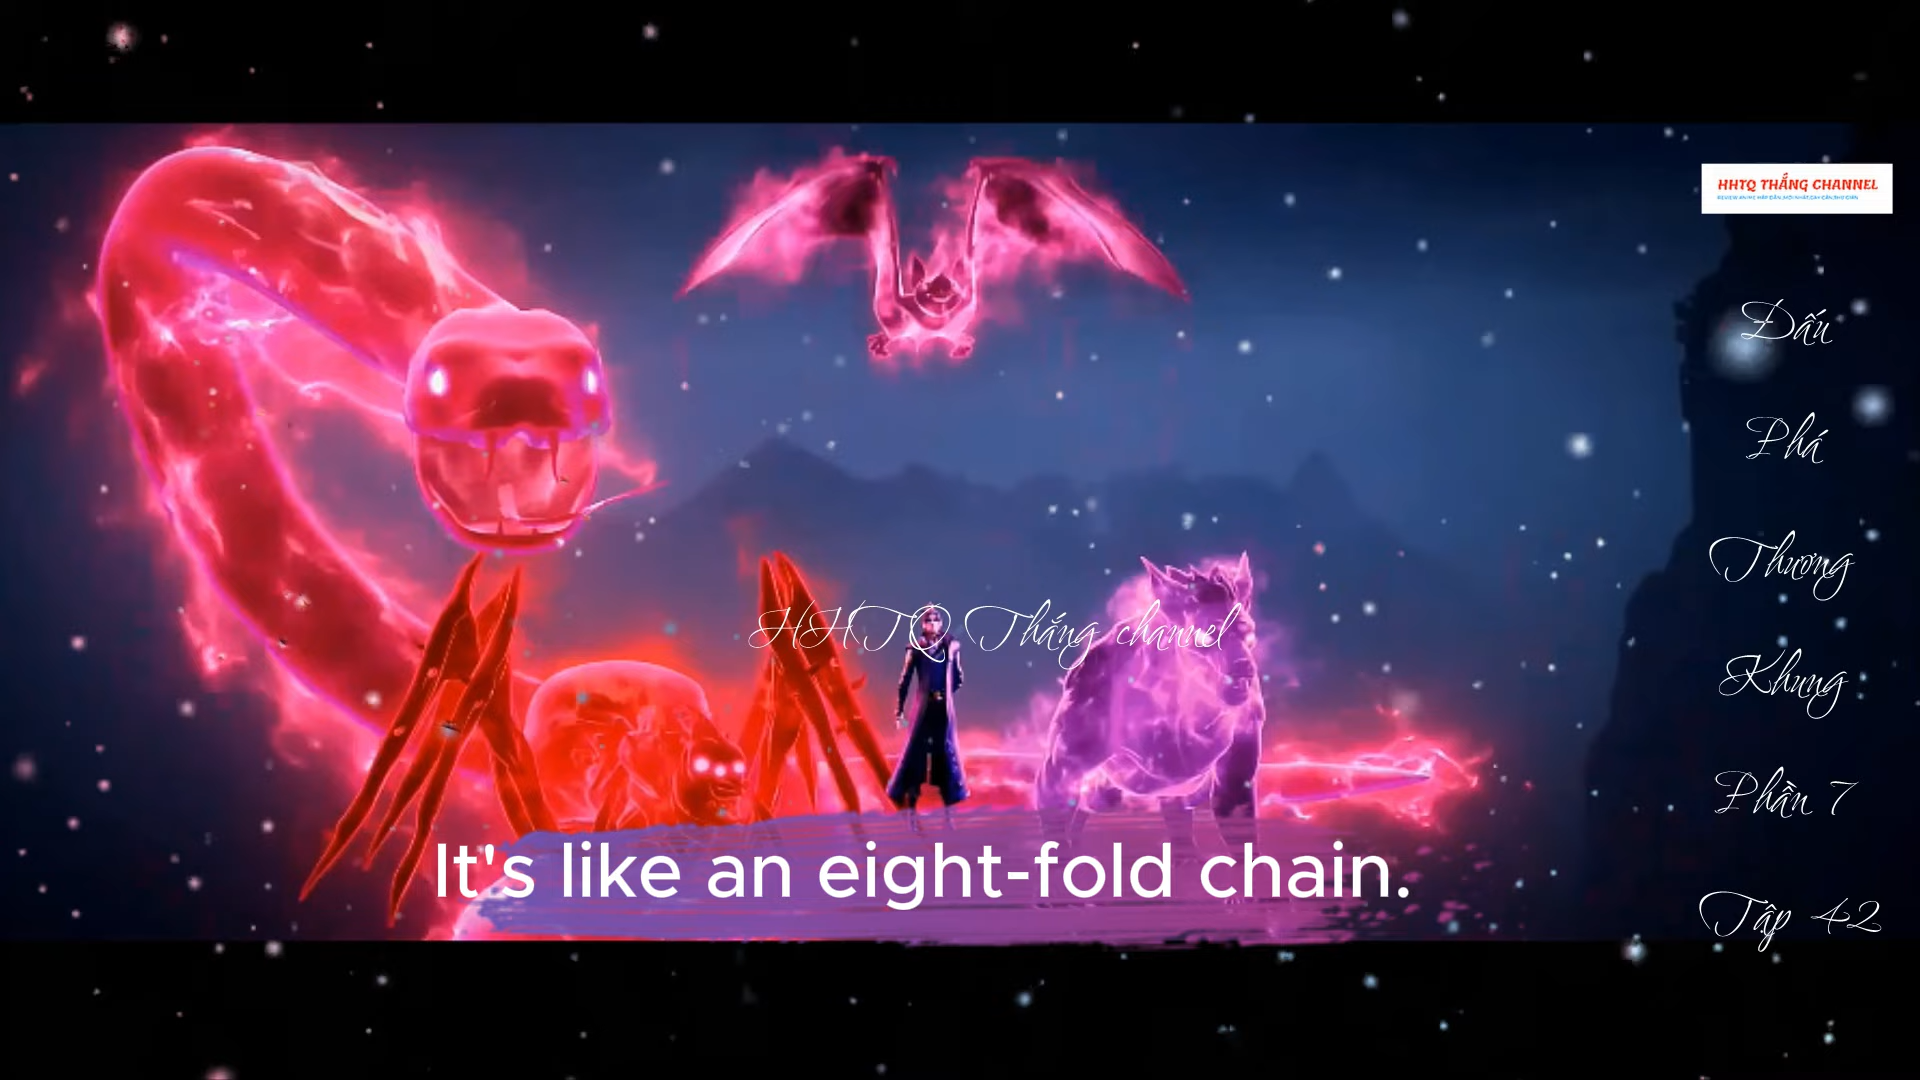 HHTQ THẮNG CHANNEL
Đấu
Phá
Thương
Khung
Phần 7
Tập 42
HHTQ Thắng channel
It's like an eight-fold chain.